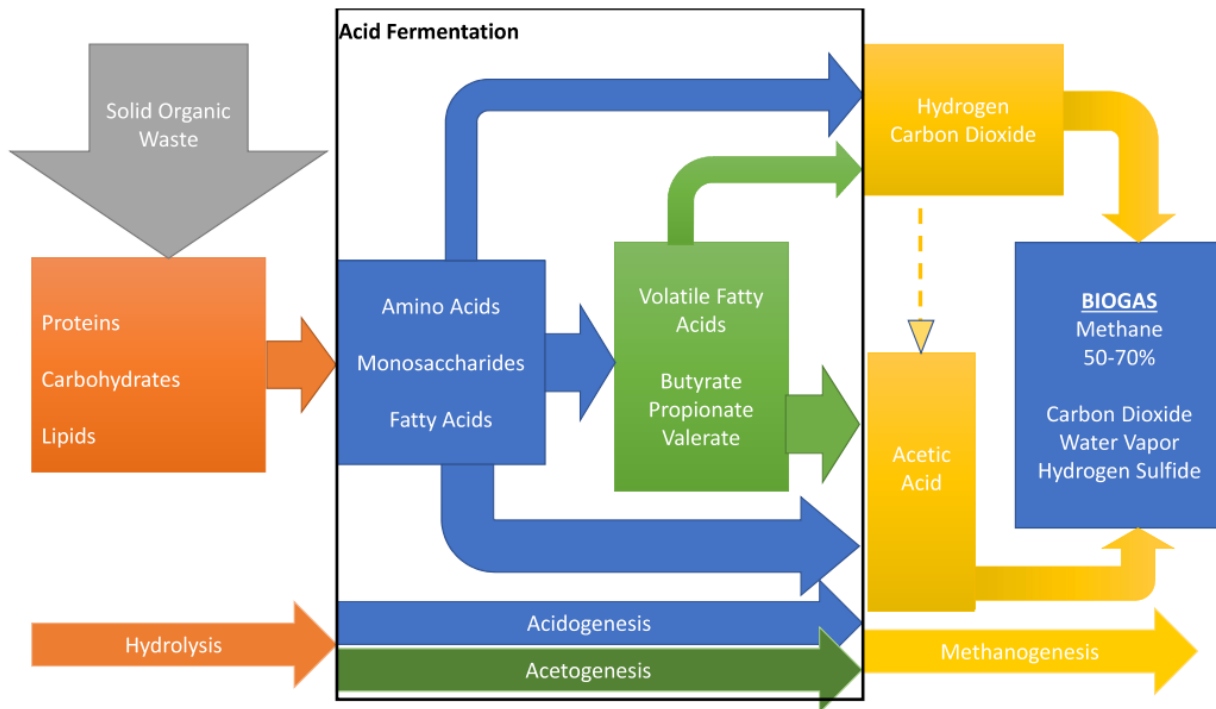 Acid Fermentation
Solid Organic
Waste
Proteins
Carbohydrates
Lipids
Amino Acids
Monosaccharides
Fatty Acids
Volatile Fatty
Acids
Butyrate
Propionate
Valerate
Hydrogen
Carbon Dioxide
Acetic
Acid
BIOGAS
Methane
50-70%
Carbon Dioxide
Water Vapor
Hydrogen Sulfide
Hydrolysis
Acidogenesis
Acetogenesis
Methanogenesis